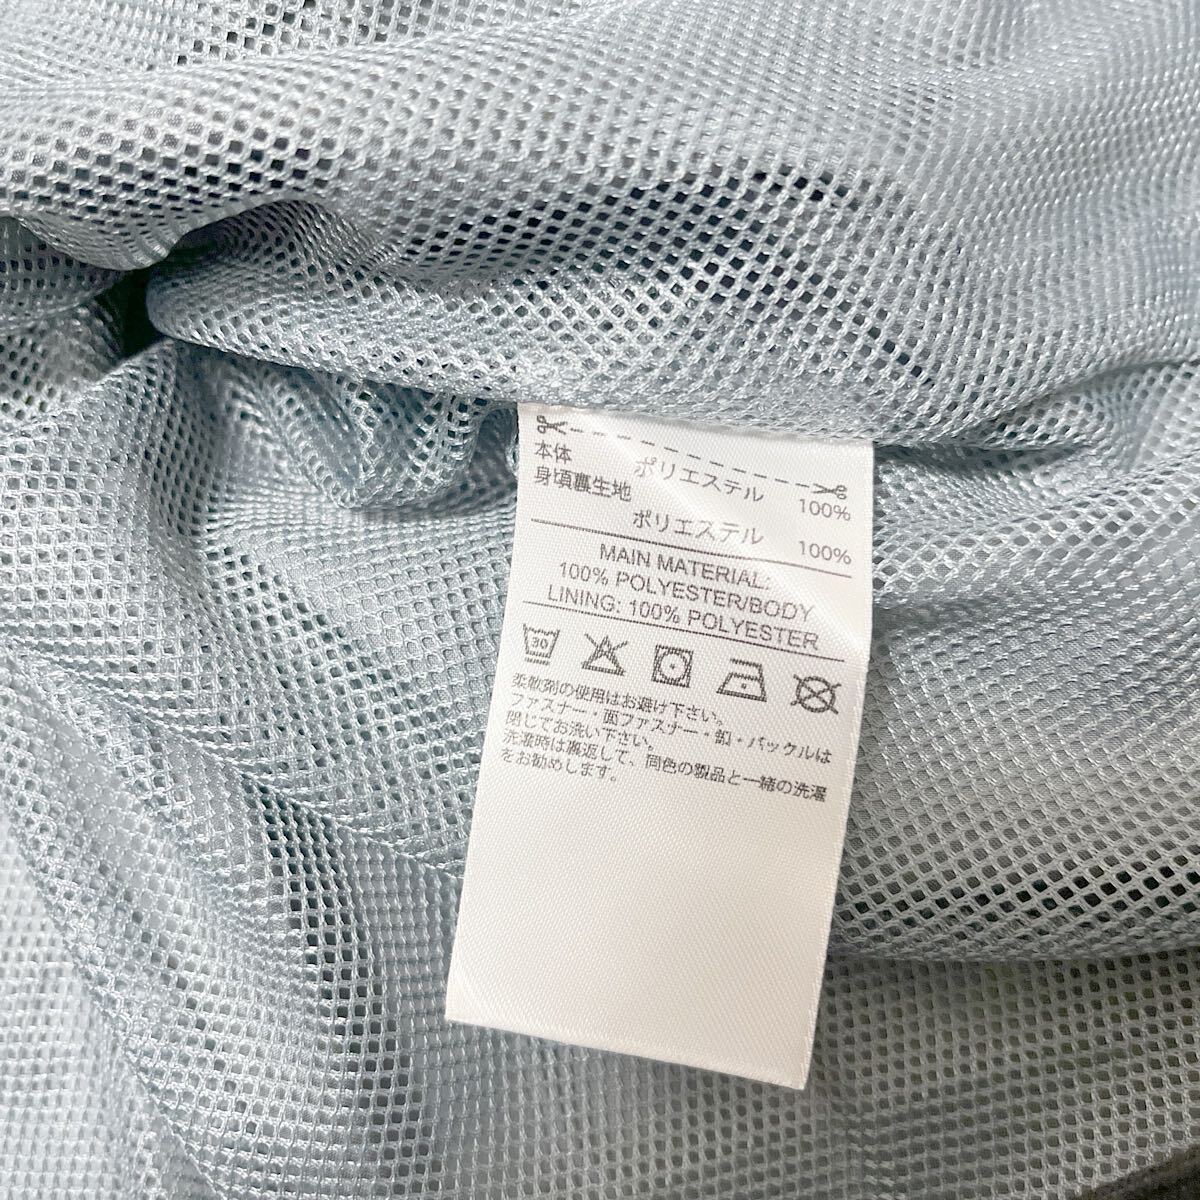 本体 ポリエステル 100%
身頃裏生地
ポリエステル 100%
MAIN MATERIAL:
100% POLYESTER/BODY
LINING: 100% POLYESTER
30
柔軟剤の使用はお避け下さい。
ファスナー・面ファスナー・釦・バックルは
閉じてお洗い下さい。
洗濯時は裏返して、同色の製品と一緒の洗濯
をお勧めします。